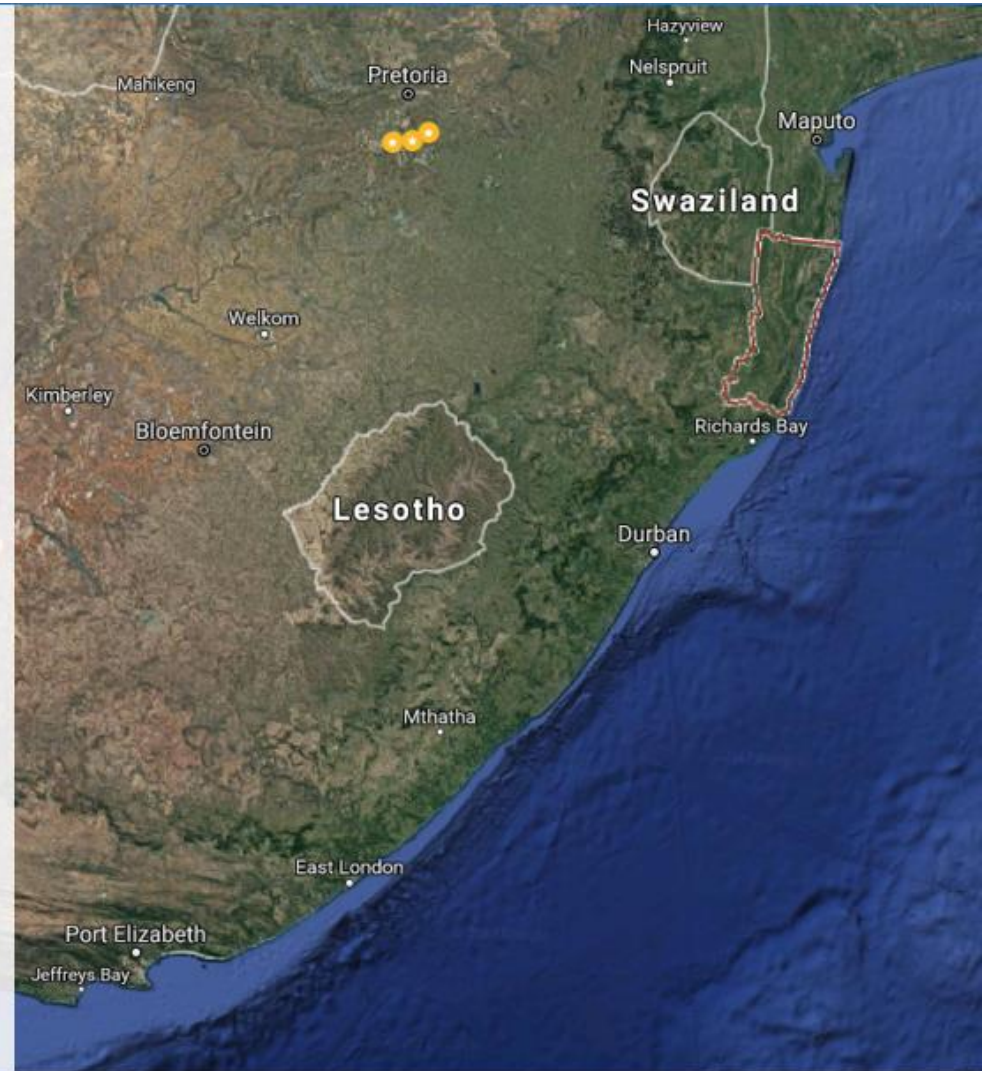 Hazyview
Nelspruit
Pretoria
Mahikeng
Maputo
Swaziland
Welkom
Kimberley
Bloemfontein
Richards Bay
Lesotho
Durban
Mthatha
East London
Port Elizabeth
Jeffreys Bay